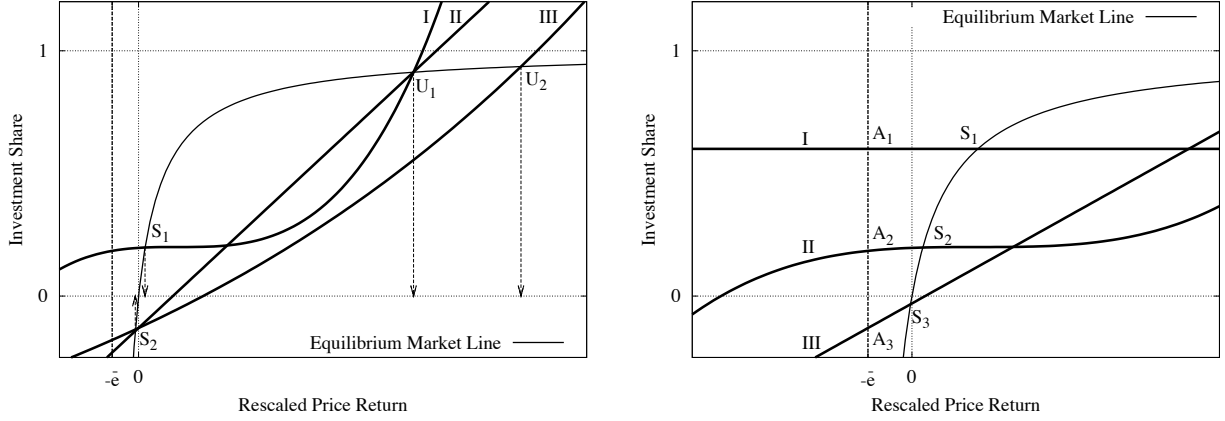 I II III
1
U₁
U₂
S₁
0
S₂
Equilibrium Market Line
-ē 0
Rescaled Price Return
Investment Share
Equilibrium Market Line
1
I
A₁
S₁
II
A₂
S₂
0
S₃
III
A₃
-ē 0
Rescaled Price Return
Investment Share